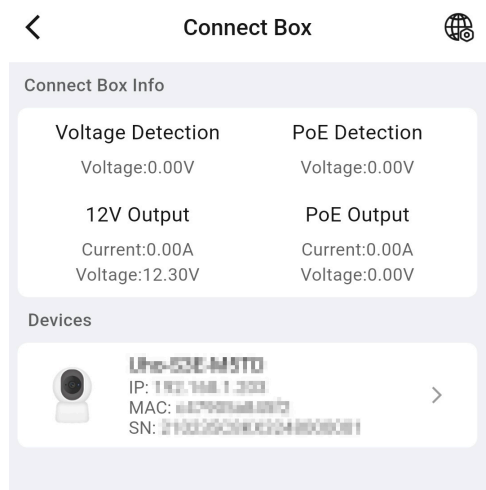 Connect Box
Connect Box Info
Voltage Detection
Voltage:0.00V
PoE Detection
Voltage:0.00V
12V Output
Current:0.00A
Voltage:12.30V
PoE Output
Current:0.00A
Voltage:0.00V
Devices
IP:
MAC:
SN: